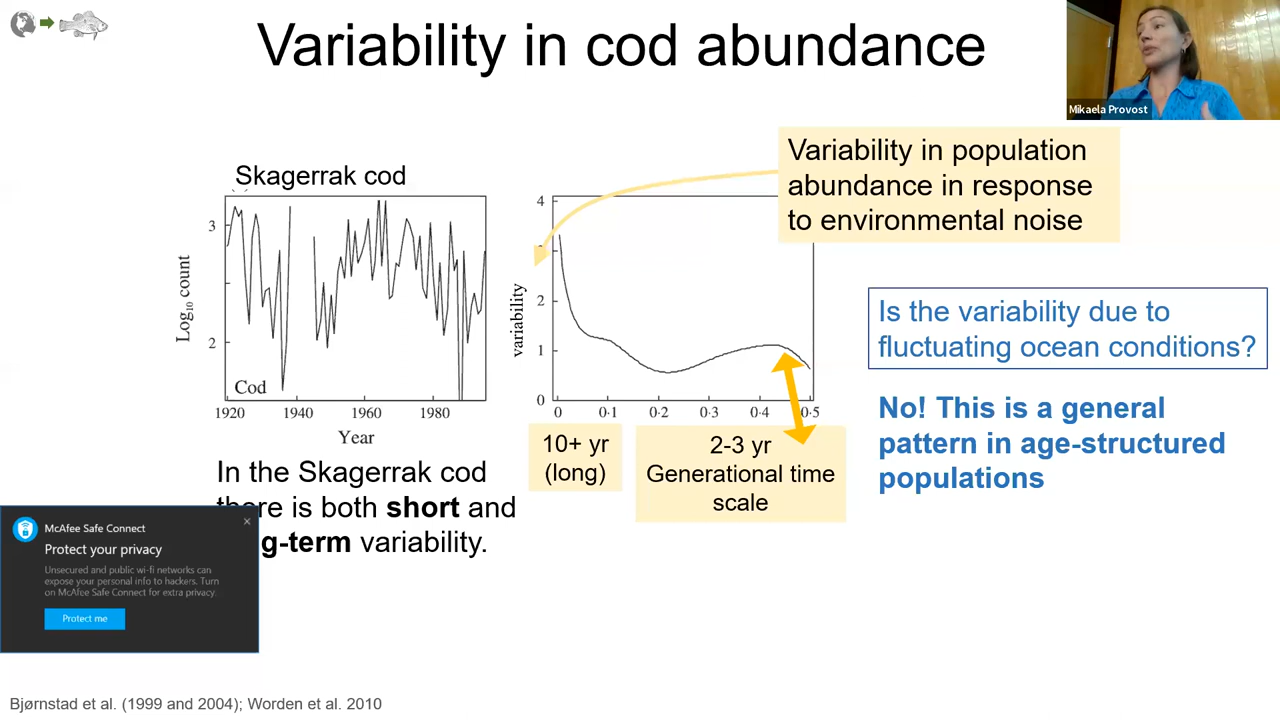 Variability in cod abundance
Mikaela Provost
Skagerrak cod
Log10 count
3
2
Cod
1920
1940
1960
1980
Year
variability
4
2
1
0
0
0·1
0·2
0·3
0·4
0·5
Variability in population
abundance in response
to environmental noise
Is the variability due to
fluctuating ocean conditions?
No! This is a general
pattern in age-structured
populations
10+ yr
(long)
2-3 yr
Generational time
scale
In the Skagerrak cod
there is both short and
g-term variability.
McAfee Safe Connect
Protect your privacy
Unsecured and public wi-fi networks can
expose your personal info to hackers. Turn
on McAfee Safe Connect for extra privacy.
Protect me
Bjørnstad et al. (1999 and 2004); Worden et al. 2010